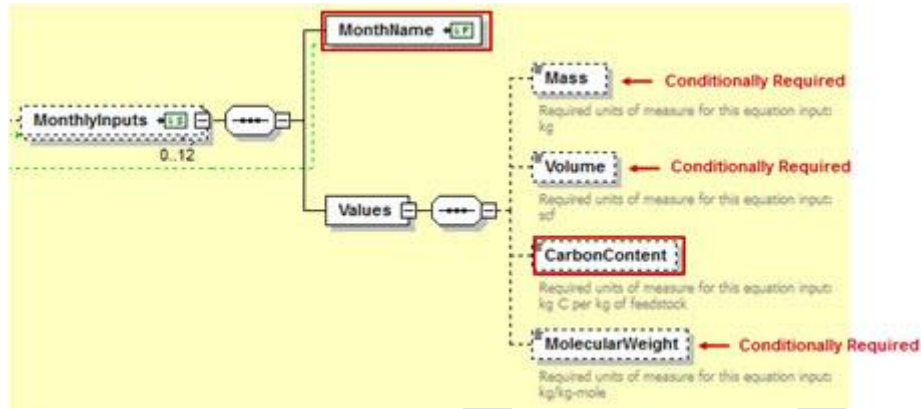 MonthName
Mass
Conditionally Required
Required units of measure for this equation input:
kg
MonthlyInputs
0..12
Volume
Conditionally Required
Required units of measure for this equation input:
scf
Values
CarbonContent
Required units of measure for this equation input:
kg C per kg of feedstock
MolecularWeight
Conditionally Required
Required units of measure for this equation input:
kg/kg-mole